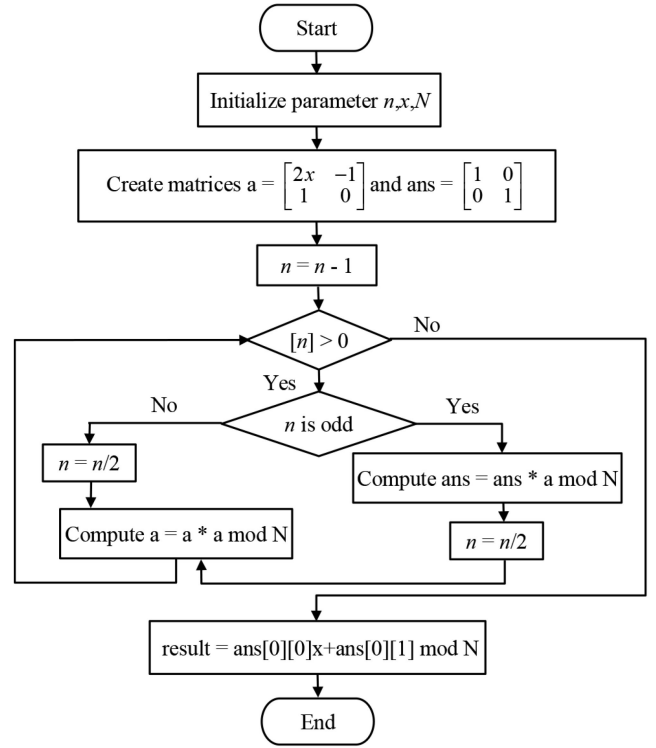 Start
Initialize parameter n,x,N
Create matrices a = [2x -1 1 0] and ans = [1 0 0 1]
n = n - 1
[n] > 0
No
Yes
n is odd
No
Yes
n = n/2
Compute ans = ans * a mod N
Compute a = a * a mod N
n = n/2
result = ans[0][0]x+ans[0][1] mod N
End